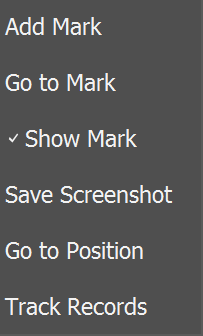 Add Mark
Go to Mark
✓ Show Mark
Save Screenshot
Go to Position
Track Records